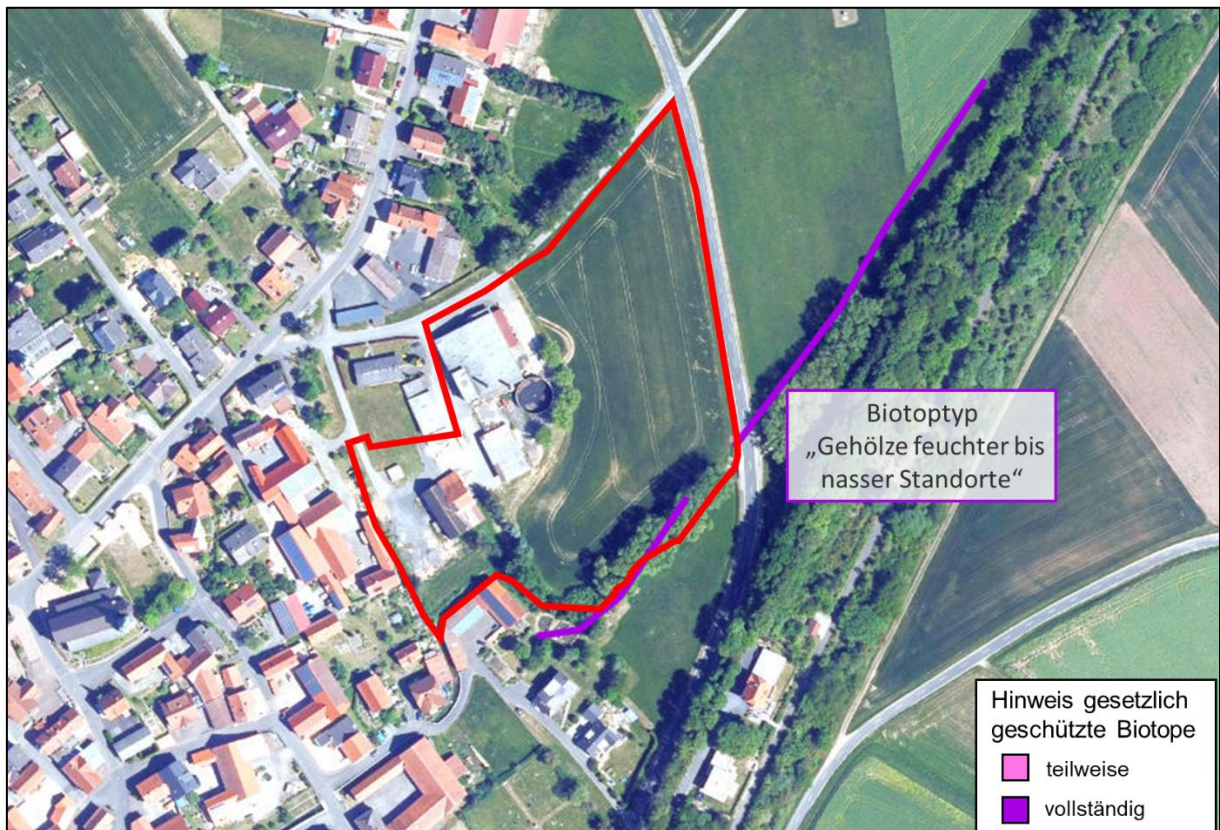 Biotoptyp
„Gehölze feuchter bis
nasser Standorte“
Hinweis gesetzlich
geschützte Biotope
teilweise
vollständig